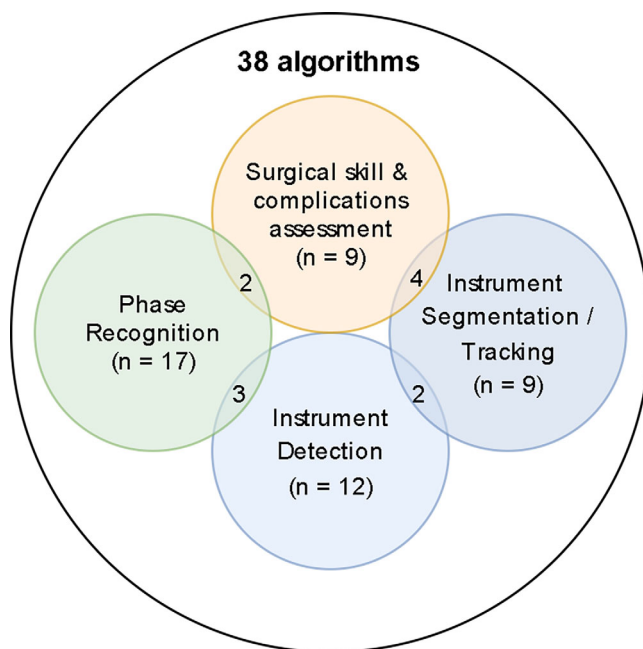 38 algorithms
Surgical skill &
complications
assessment
(n = 9)
2
4
Phase
Recognition
(n = 17)
Instrument
Segmentation /
Tracking
(n = 9)
3
2
Instrument
Detection
(n = 12)